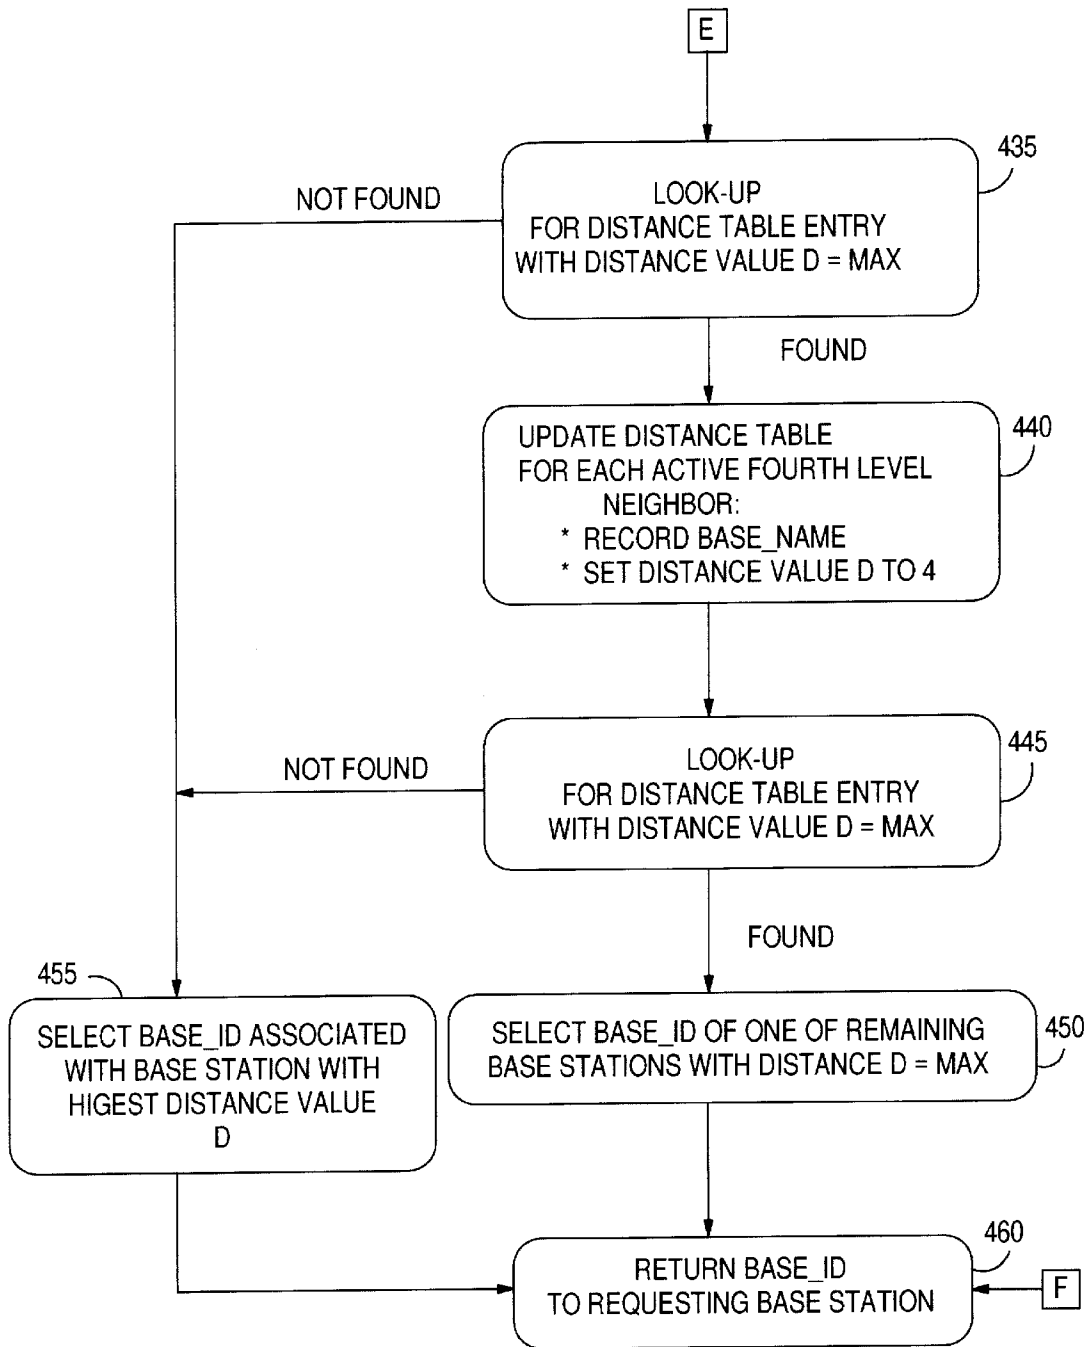 E
435
LOOK-UP
FOR DISTANCE TABLE ENTRY
WITH DISTANCE VALUE D = MAX
NOT FOUND
FOUND
440
UPDATE DISTANCE TABLE
FOR EACH ACTIVE FOURTH LEVEL
NEIGHBOR:
* RECORD BASE_NAME
* SET DISTANCE VALUE D TO 4
445
LOOK-UP
FOR DISTANCE TABLE ENTRY
WITH DISTANCE VALUE D = MAX
NOT FOUND
FOUND
455
SELECT BASE_ID ASSOCIATED
WITH BASE STATION WITH
HIGEST DISTANCE VALUE
D
SELECT BASE_ID OF ONE OF REMAINING
BASE STATIONS WITH DISTANCE D = MAX
450
460
RETURN BASE_ID
TO REQUESTING BASE STATION
F